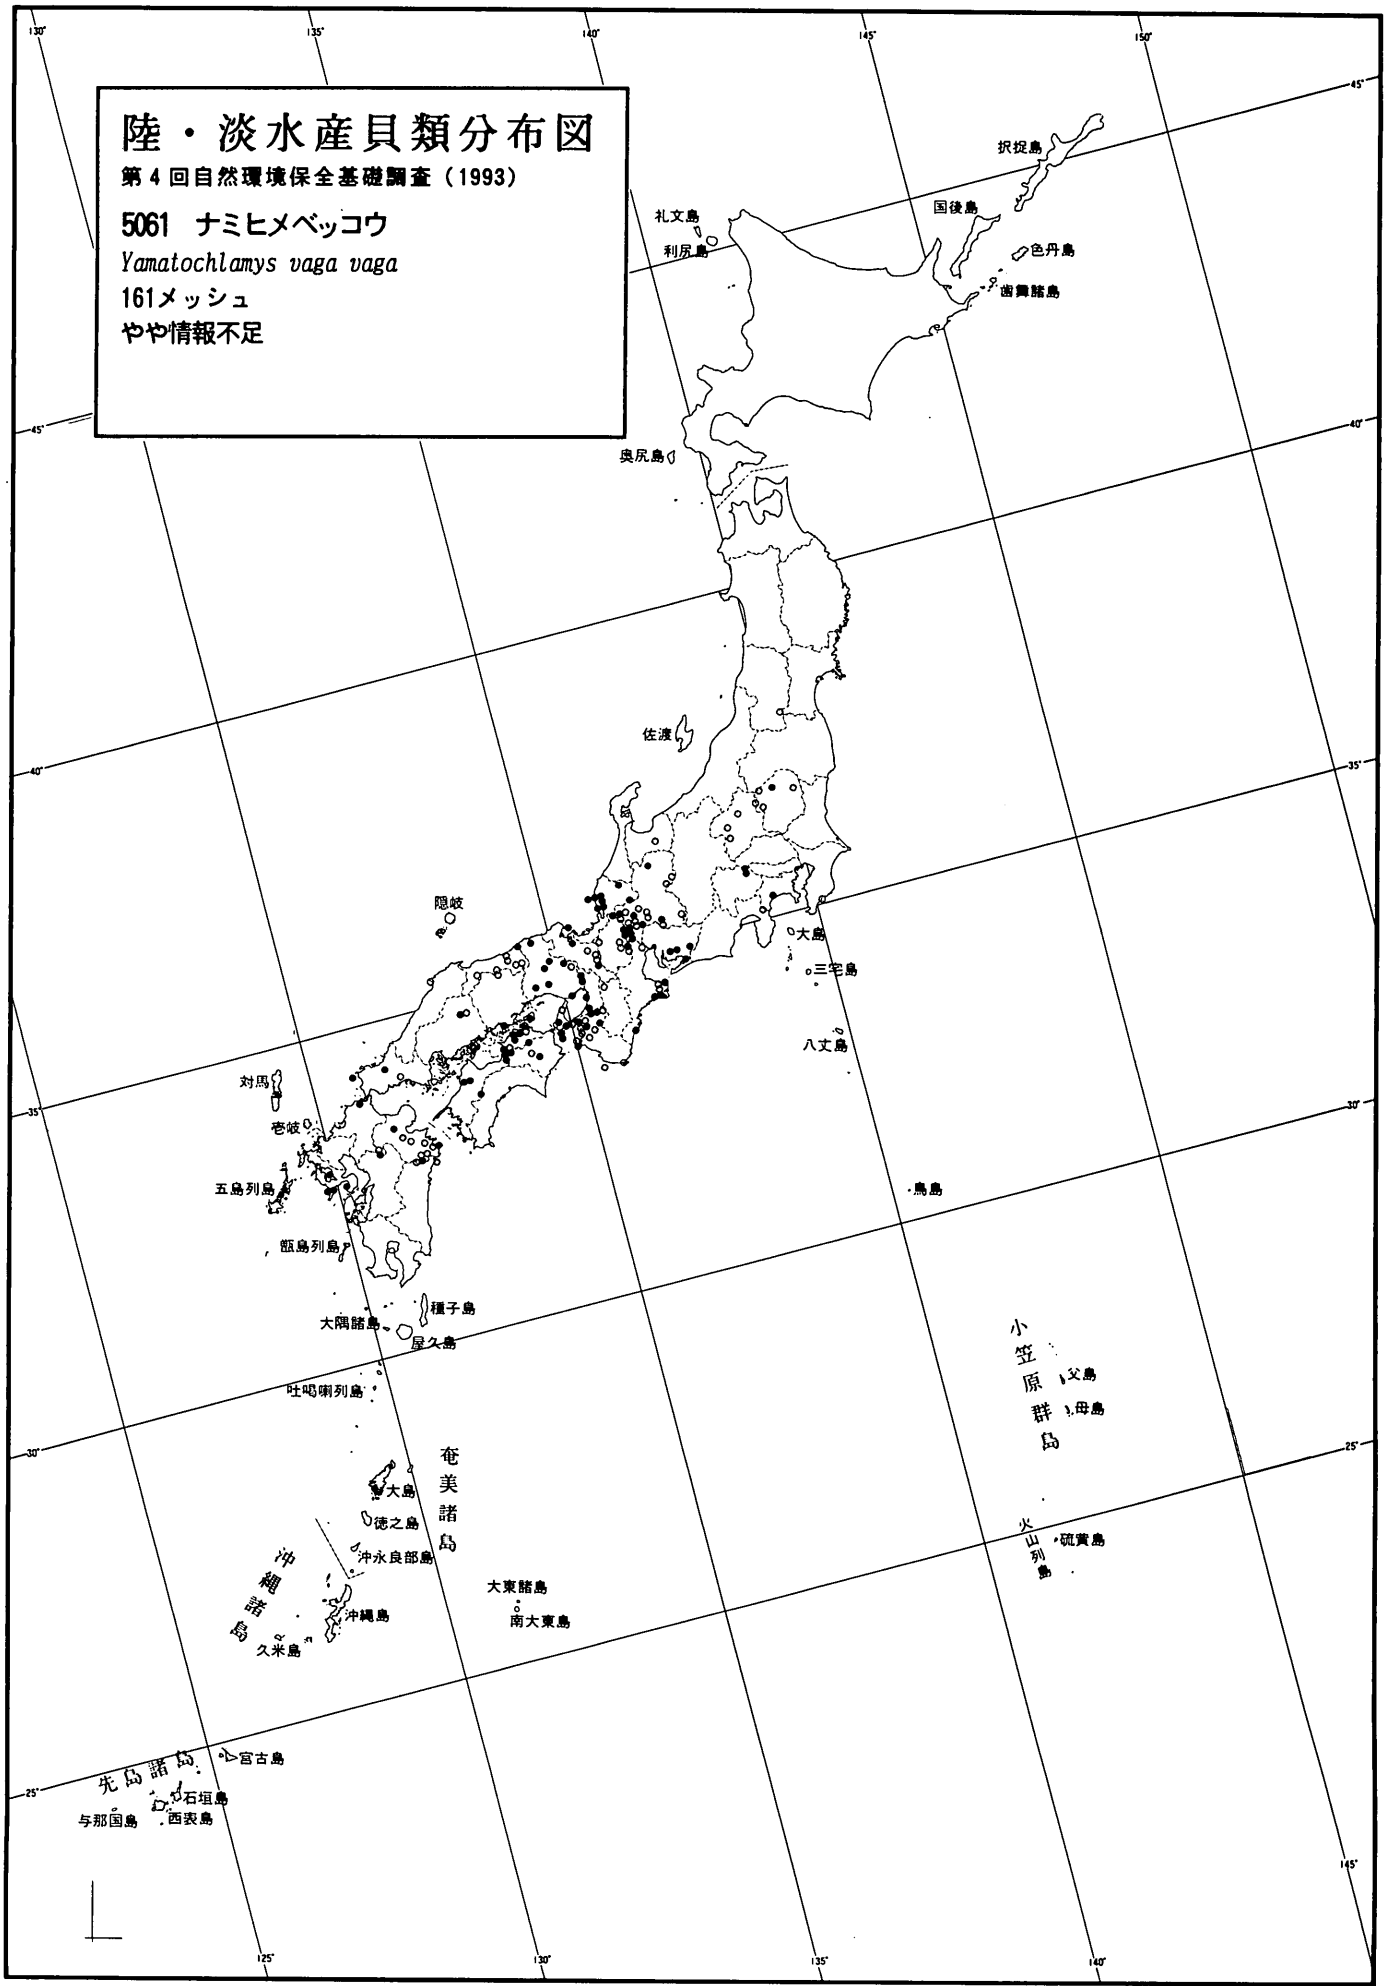 130°
135°
140°
145°
150°
陸・淡水産貝類分布図
第4回自然環境保全基礎調査(1993)
5061 ナミヒメベッコウ
Yamatochlamys vaga vaga
161メッシュ
やや情報不足
45°
択捉島
国後島
礼文島
利尻島
色丹島
歯舞諸島
45°
40°
奥尻島
佐渡
40°
35°
隠岐
大島
三宅島
八丈島
対馬
35°
壱岐
30°
五島列島
鳥島
甑島列島
種子島
大隅諸島
屋久島
吐噶喇列島
小笠原群島
父島
母島
30°
25°
奄美諸島
大島
徳之島
沖永良部島
火山列島
硫黄島
沖縄諸島
大東諸島
南大東島
沖縄島
久米島
先島諸島
宮古島
25°
石垣島
与那国島
西表島
145°
125°
130°
135°
140°